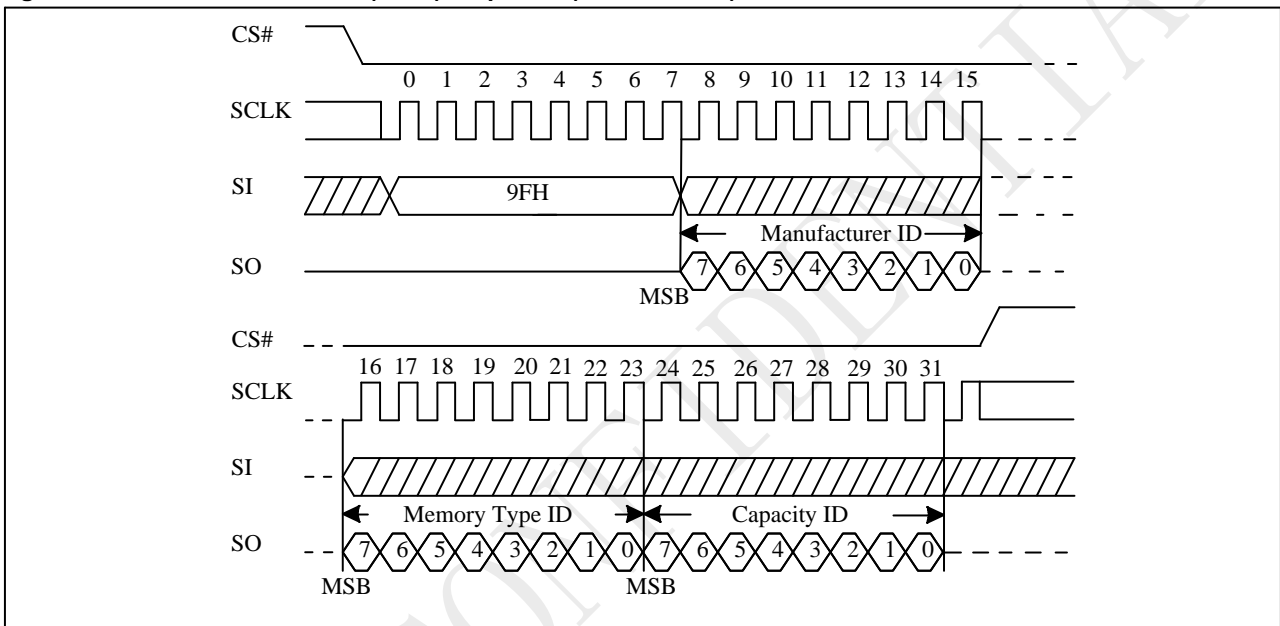 CS#
0 1 2 3 4 5 6 7 8 9 10 11 12 13 14 15
SCLK
SI 9FH
Manufacturer ID
SO 7 6 5 4 3 2 1 0
MSB
CS#
16 17 18 19 20 21 22 23 24 25 26 27 28 29 30 31
SCLK
SI
Memory Type ID Capacity ID
SO 7 6 5 4 3 2 1 0 7 6 5 4 3 2 1 0
MSB MSB